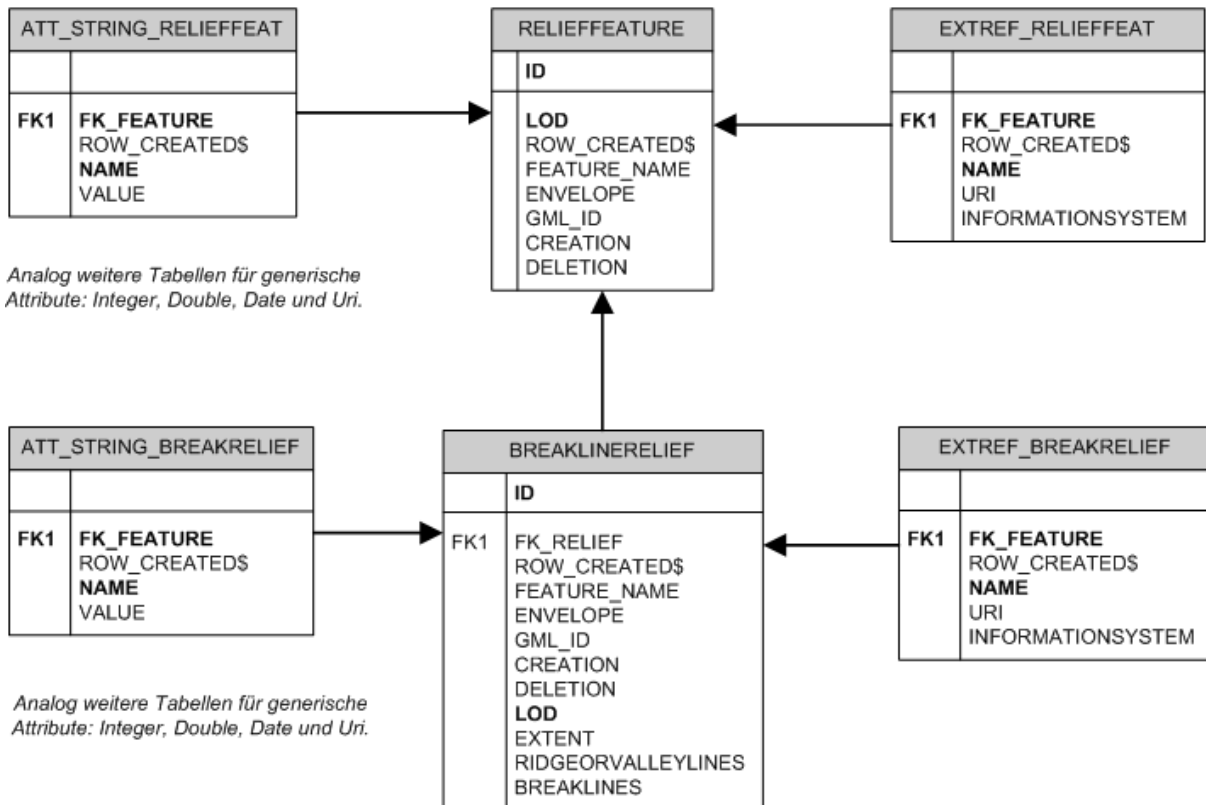 ATT_STRING_RELIEFFEAT
FK1 FK_FEATURE
ROW_CREATED$
NAME
VALUE
Analog weitere Tabellen für generische
Attribute: Integer, Double, Date und Uri.
RELIEFFEATURE
ID
LOD
ROW_CREATED$
FEATURE_NAME
ENVELOPE
GML_ID
CREATION
DELETION
EXTREF_RELIEFFEAT
FK1 FK_FEATURE
ROW_CREATED$
NAME
URI
INFORMATIONSYSTEM
ATT_STRING_BREAKRELIEF
FK1 FK_FEATURE
ROW_CREATED$
NAME
VALUE
Analog weitere Tabellen für generische
Attribute: Integer, Double, Date und Uri.
BREAKLINERELIEF
ID
FK1 FK_RELIEF
ROW_CREATED$
FEATURE_NAME
ENVELOPE
GML_ID
CREATION
DELETION
LOD
EXTENT
RIDGEORVALLEYLINES
BREAKLINES
EXTREF_BREAKRELIEF
FK1 FK_FEATURE
ROW_CREATED$
NAME
URI
INFORMATIONSYSTEM